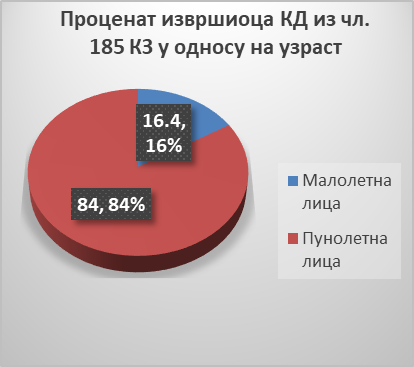 Проценат извршиоца КД из чл.
185 КЗ у односу на узраст
16.4,
16%
84, 84%
Малолетна
лица
Пунолетна
лица